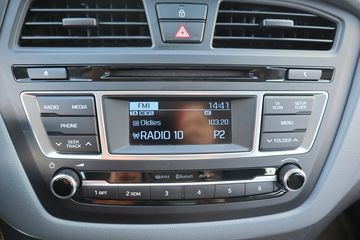 RADIO MEDIA
PHONE
SEEK
TRACK
FM1 14:41
TA NEWS AF
Oldies 103,20
RADIO 10 P2
TA
SCAN
SETUP
CLOCK
MENU
FOLDER
1 RPT 2 RDM 3 4 5 6
Bluetooth